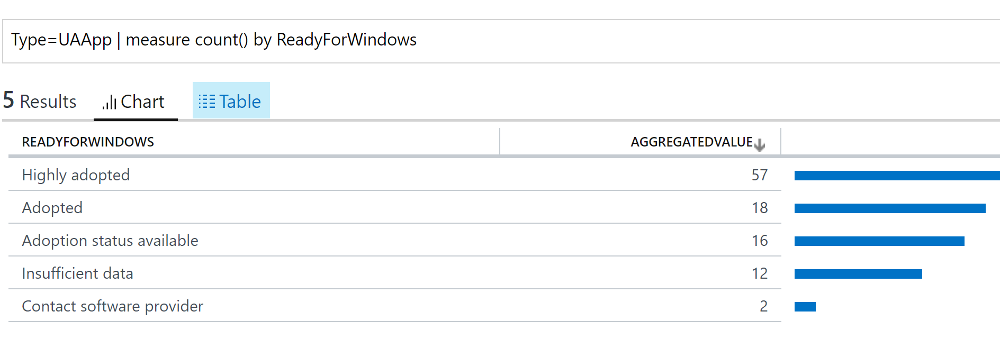 Type=UAApp | measure count() by ReadyForWindows
5 Results Chart Table
READYFORWINDOWS AGGREGATEDVALUE
Highly adopted 57
Adopted 18
Adoption status available 16
Insufficient data 12
Contact software provider 2